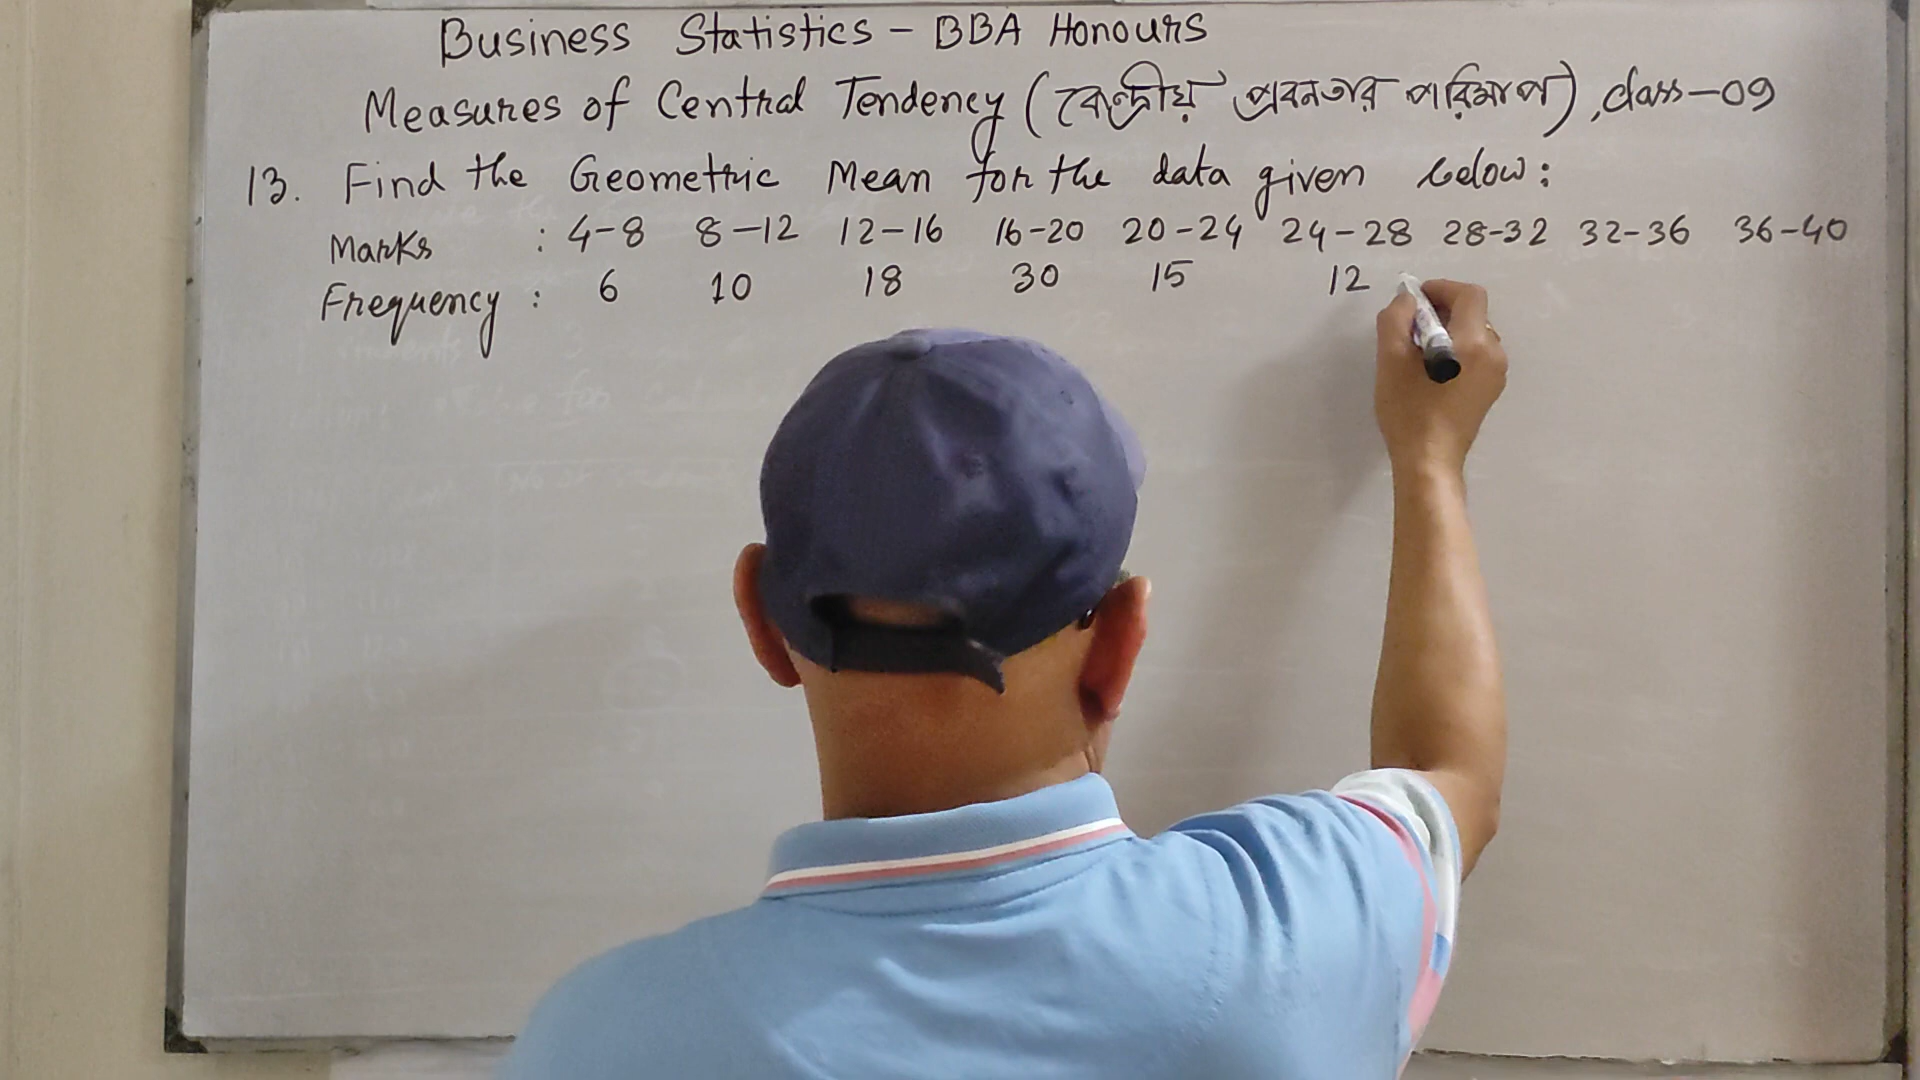 Business Statistics - BBA Honours
Measures of Central Tendency (কেন্দ্রীয় প্রবনতার পরিমাপ), class-09
13. Find the Geometric Mean for the data given below:
Marks : 4-8 8-12 12-16 16-20 20-24 24-28 28-32 32-36 36-40
Frequency : 6 10 18 30 15 12